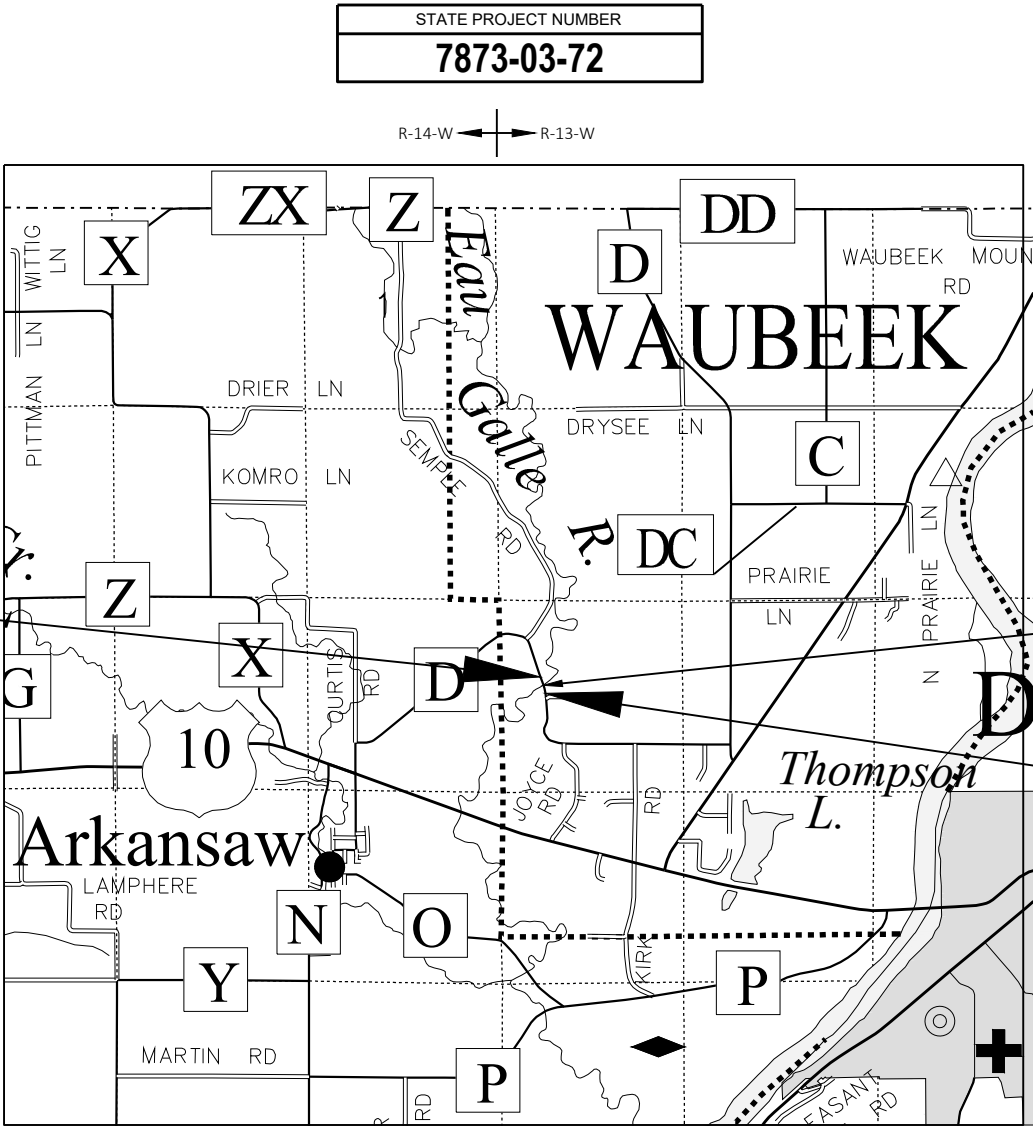 STATE PROJECT NUMBER
7873-03-72
R-14-W R-13-W
ZX
Z
DD
X
D
WITTIG
LN
Eau
WAUBEEK MOUN
RD
WAUBEEK
LN
PITTMAN
DRIER LN
Galle
DRYSEE LN
SEMPLE
RD
C
KOMRO LN
R.
DC
N PRAIRIE LN
PRAIRIE
LN
Z
X
G
CURTIS
RD
D
D
10
Thompson
L.
JOYCE
RD
RD
KIRK
Arkansaw
LAMPHERE
RD
N
O
Y
P
MARTIN RD
P
RD
EASANT
RD